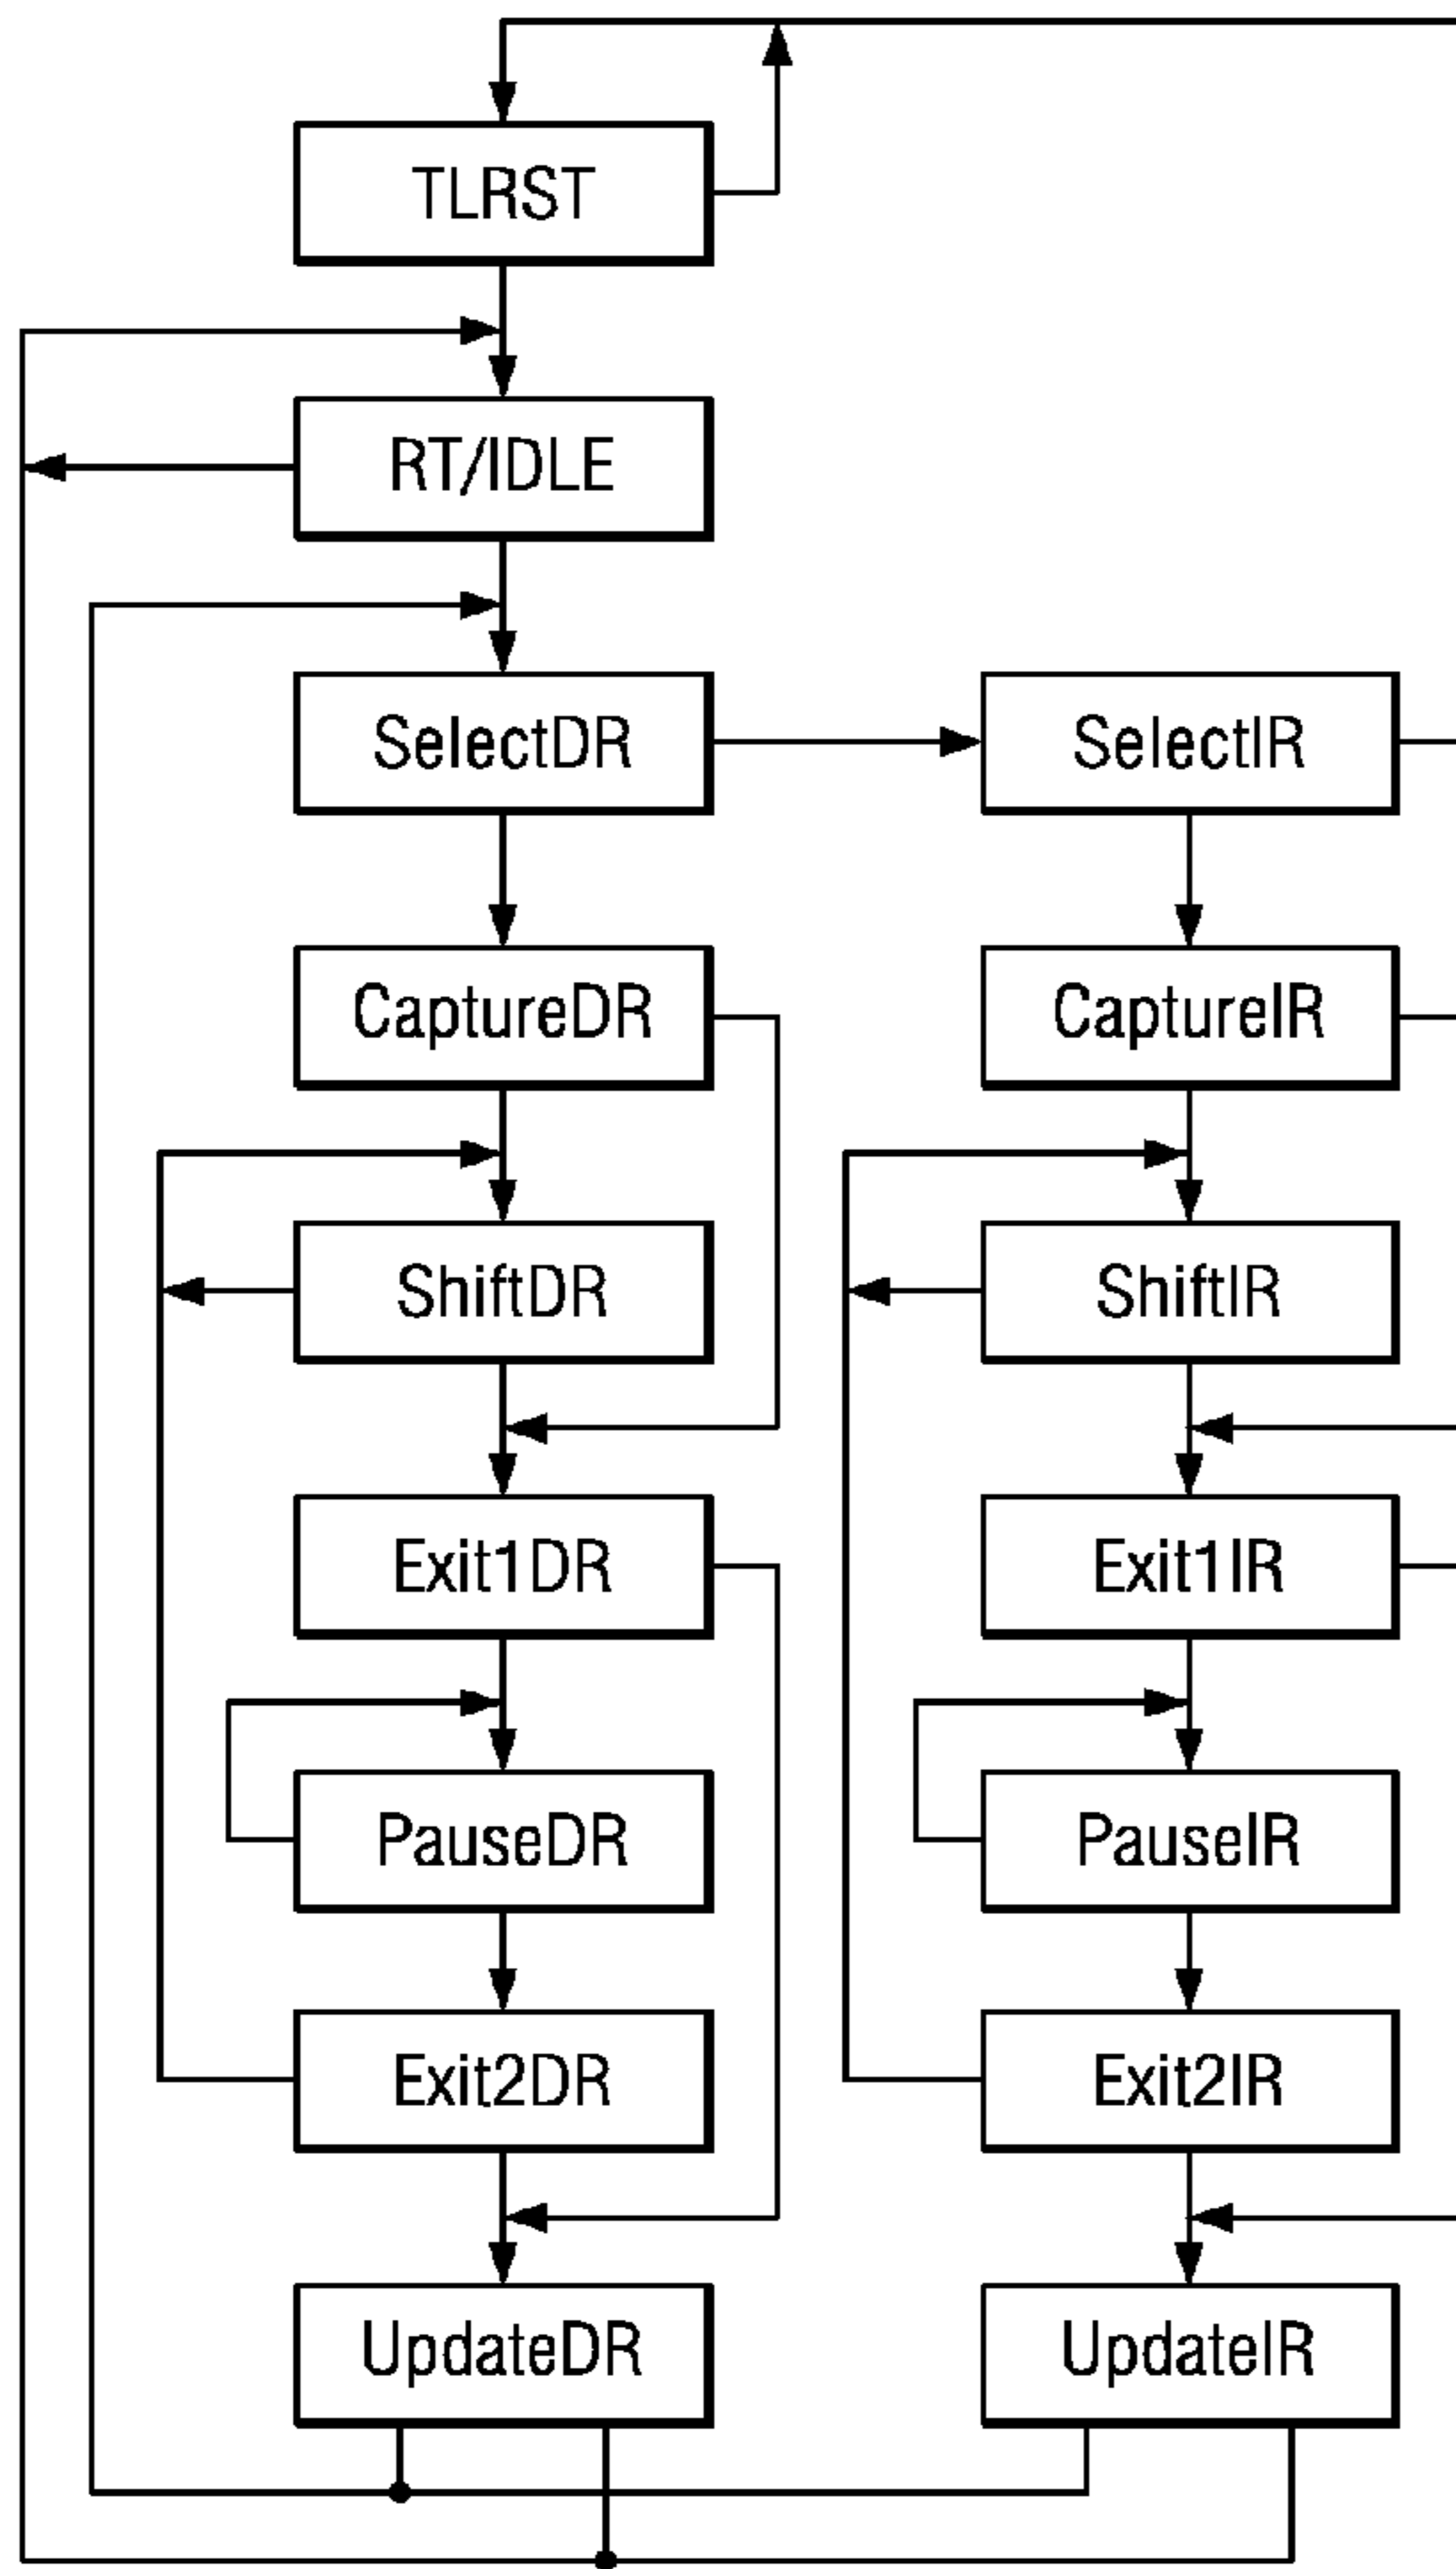 TLRST
RT/IDLE
SelectDR
SelectIR
CaptureDR
CaptureIR
ShiftDR
ShiftIR
Exit1DR
Exit1IR
PauseDR
PauseIR
Exit2DR
Exit2IR
UpdateDR
UpdateIR